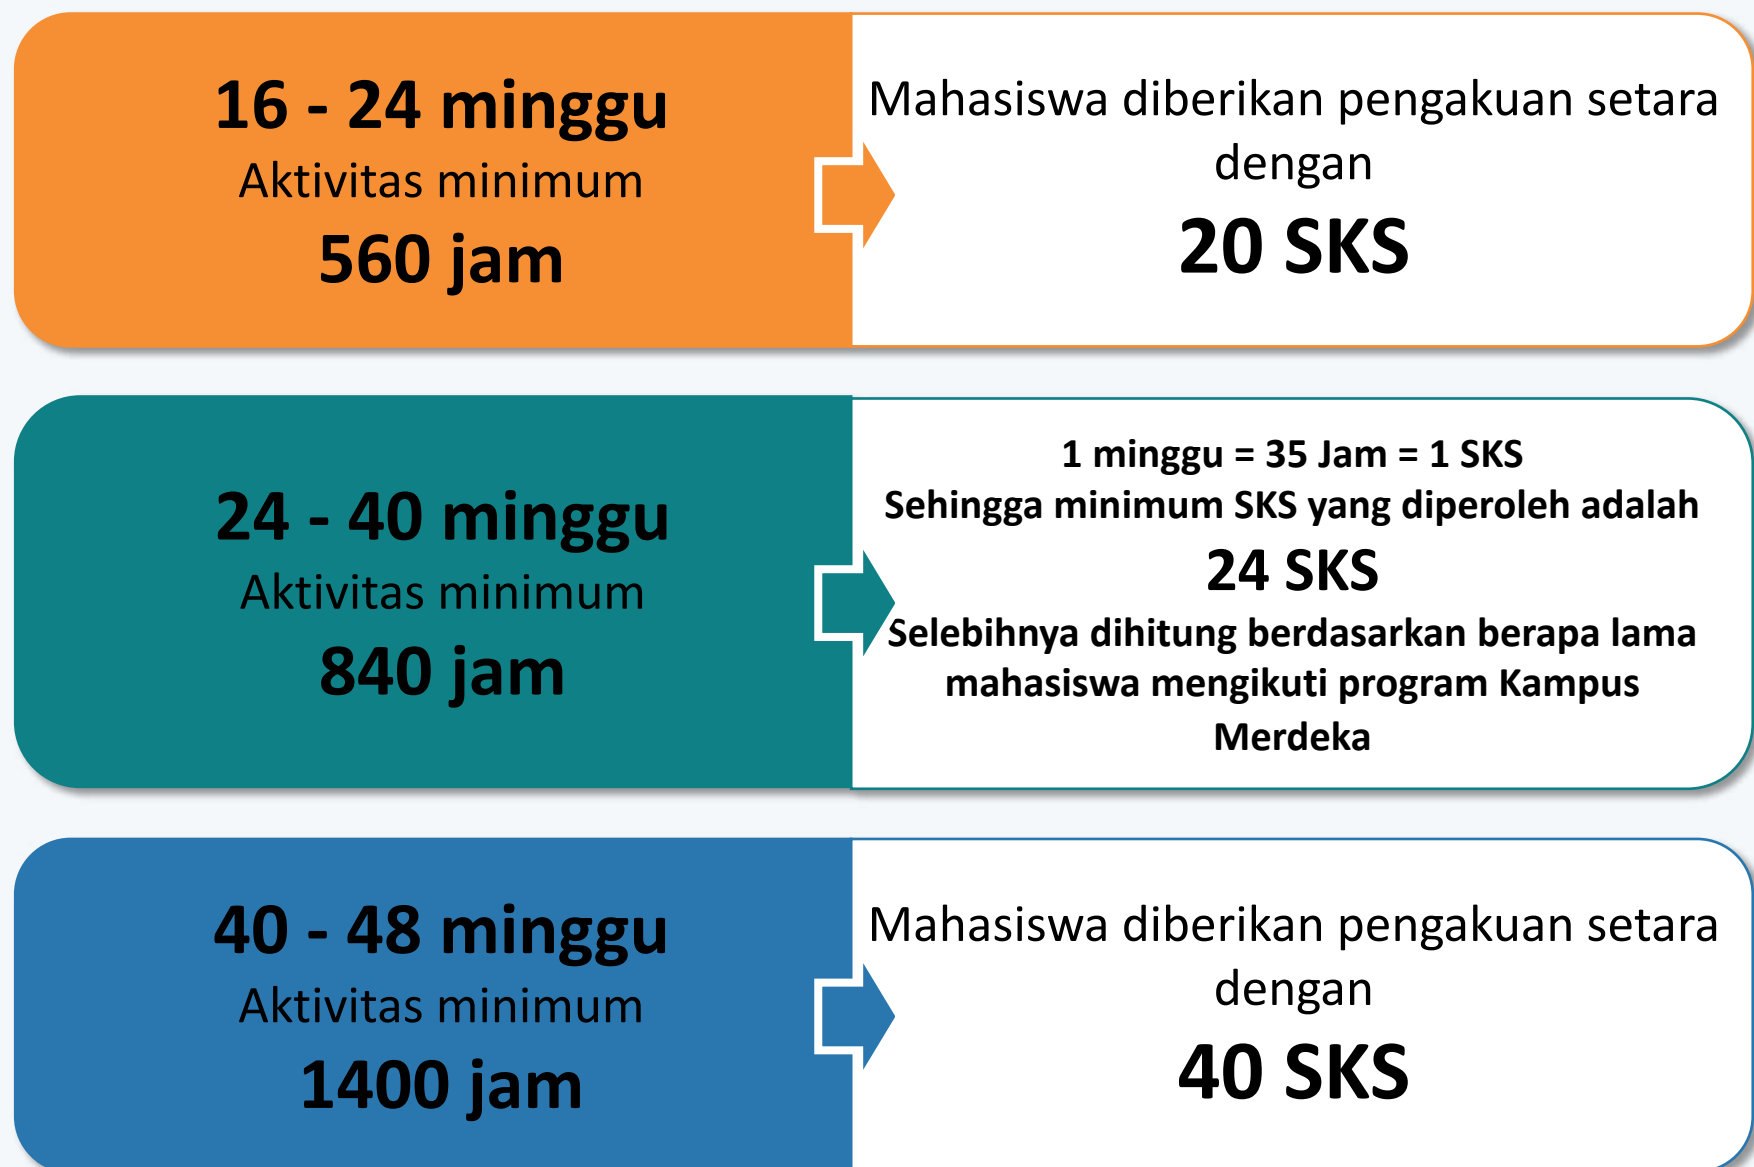 16 - 24 minggu
Aktivitas minimum
560 jam
Mahasiswa diberikan pengakuan setara
dengan
20 SKS
24 - 40 minggu
Aktivitas minimum
840 jam
1 minggu = 35 Jam = 1 SKS
Sehingga minimum SKS yang diperoleh adalah
24 SKS
Selebihnya dihitung berdasarkan berapa lama
mahasiswa mengikuti program Kampus
Merdeka
40 - 48 minggu
Aktivitas minimum
1400 jam
Mahasiswa diberikan pengakuan setara
dengan
40 SKS